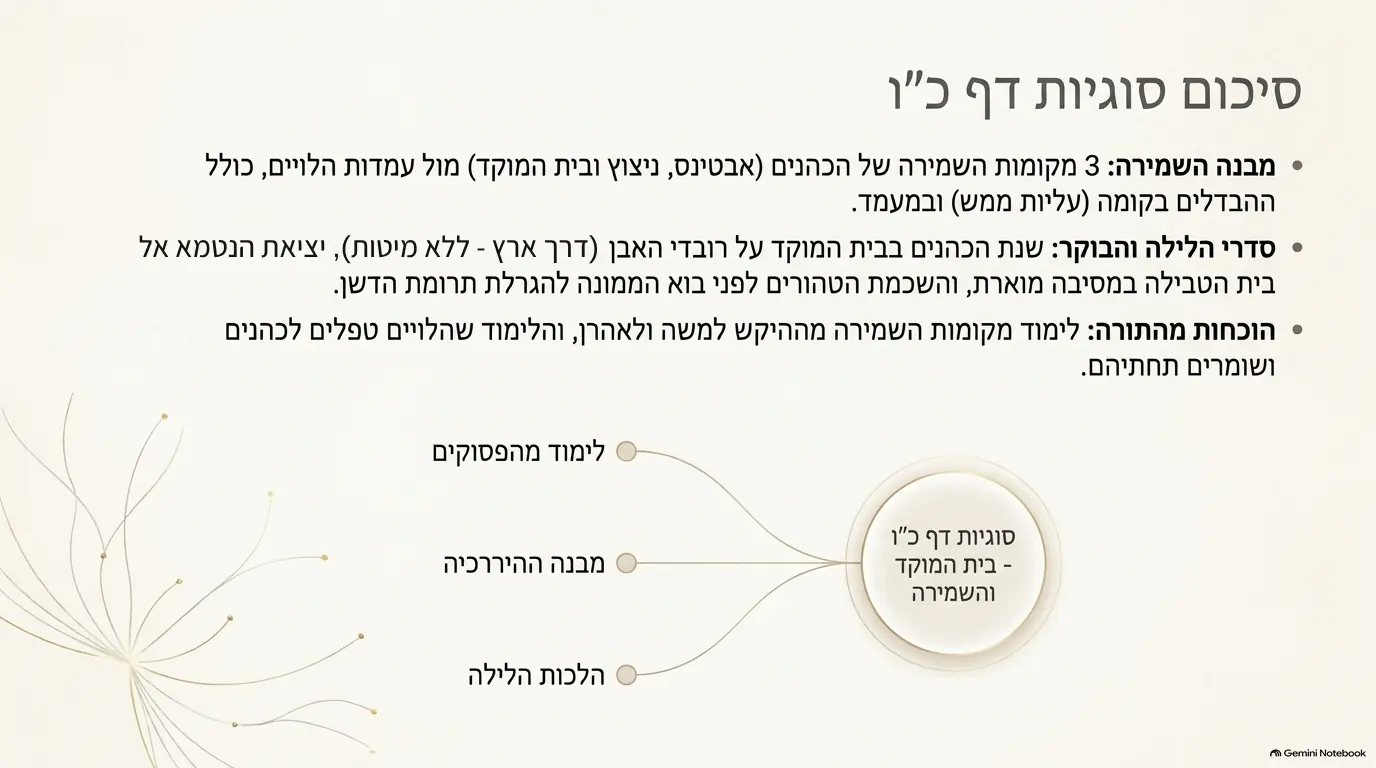 סיכום סוגיות דף כ"ו
• מבנה השמירה: 3 מקומות השמירה של הכהנים (אבטינס, ניצוץ ובית המוקד) מול עמדות הלויים, כולל
ההבדלים בקומה (עליות ממש) ובמעמד.
• סדרי הלילה והבוקר: שנת הכהנים בבית המוקד על רובדי האבן (דרך ארץ - ללא מיטות), יציאת הנטמא אל
בית הטבילה במסיבה מוארת, והשכמת הטהורים לפני בוא הממונה להגרלת תרומת הדשן.
• הוכחות מהתורה: לימוד מקומות השמירה מההיקש למשה ולאהרן, והלימוד שהלויים טפלים לכהנים
ושומרים תחתיהם.
סוגיות דף כ"ו
- בית המוקד
והשמירה
לימוד מהפסוקים
מבנה ההיררכיה
הלכות הלילה
Gemini Notebook